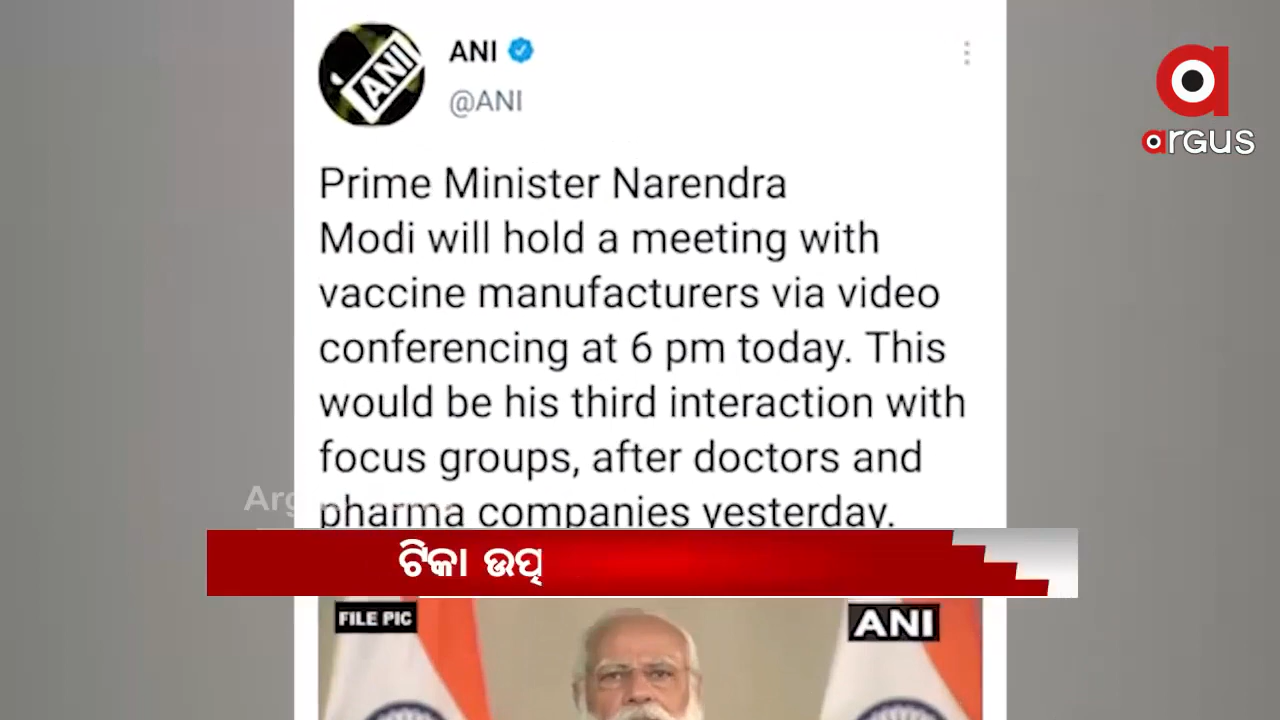 ANI
@ANI
argus
Prime Minister Narendra
Modi will hold a meeting with
vaccine manufacturers via video
conferencing at 6 pm today. This
would be his third interaction with
focus groups, after doctors and
pharma companies yesterday.
ଟିକା ଉତ୍ପ
FILE PIC
ANI